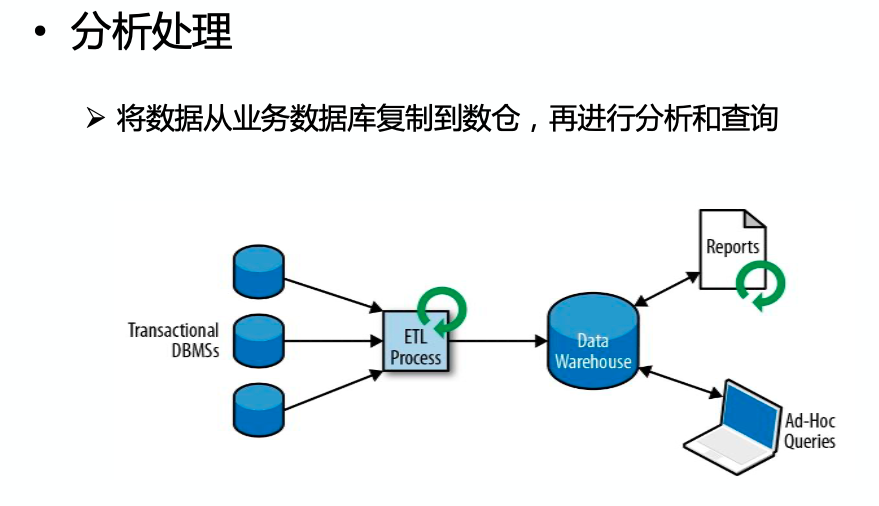 • 分析处理
➢ 将数据从业务数据库复制到数仓，再进行分析和查询
Reports
Transactional
DBMSs
ETL
Process
Data
Warehouse
Ad-Hoc
Queries